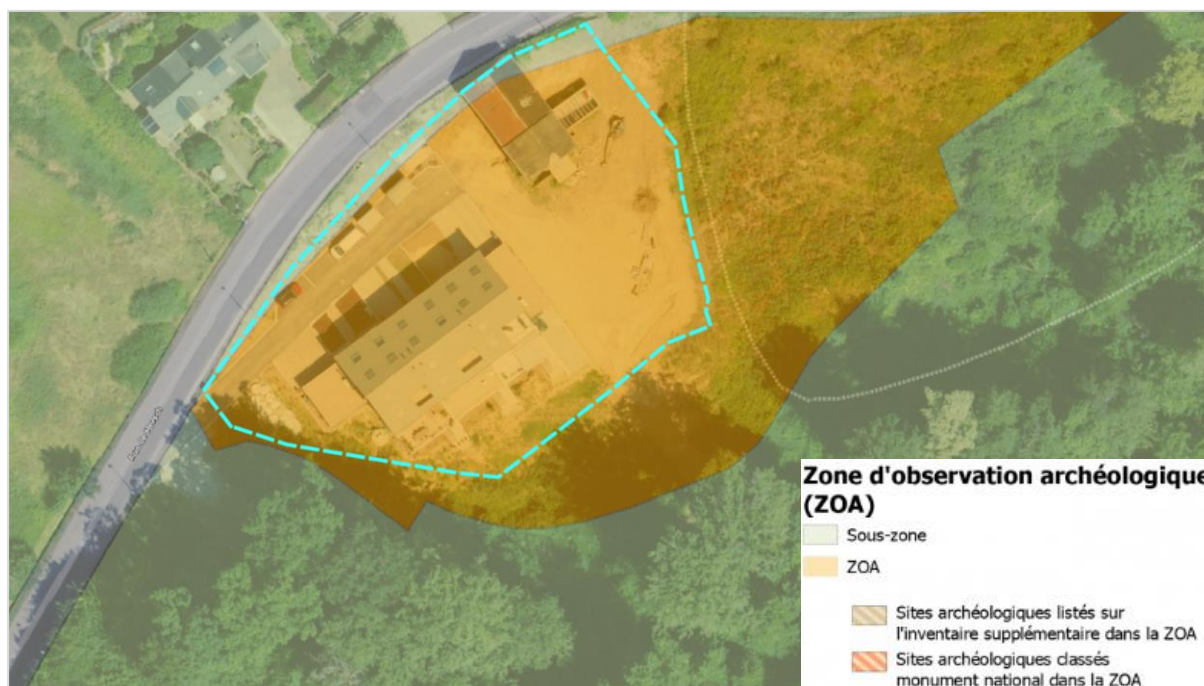 Zone d'observation archéologique
(ZOA)
Sous-zone
ZOA
Sites archéologiques listés sur
l'inventaire supplémentaire dans la ZOA
Sites archéologiques classés
monument national dans la ZOA